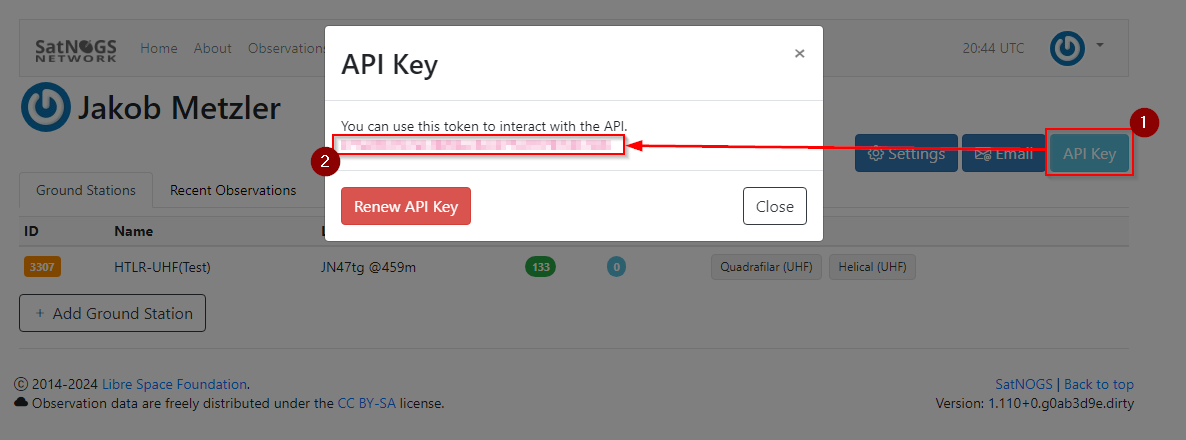 SatNOGS
NETWORK
Home
About
Observations
20:44 UTC
API Key
×
Jakob Metzler
You can use this token to interact with the API.
1
2
Settings
Email
API Key
Ground Stations
Recent Observations
Renew API Key
Close
ID
Name
3307
HTLR-UHF(Test)
JN47tg @459m
133
0
Quadrafilar (UHF)
Helical (UHF)
+ Add Ground Station
© 2014-2024 Libre Space Foundation.
SatNOGS | Back to top
Observation data are freely distributed under the CC BY-SA license.
Version: 1.110+0.g0ab3d9e.dirty